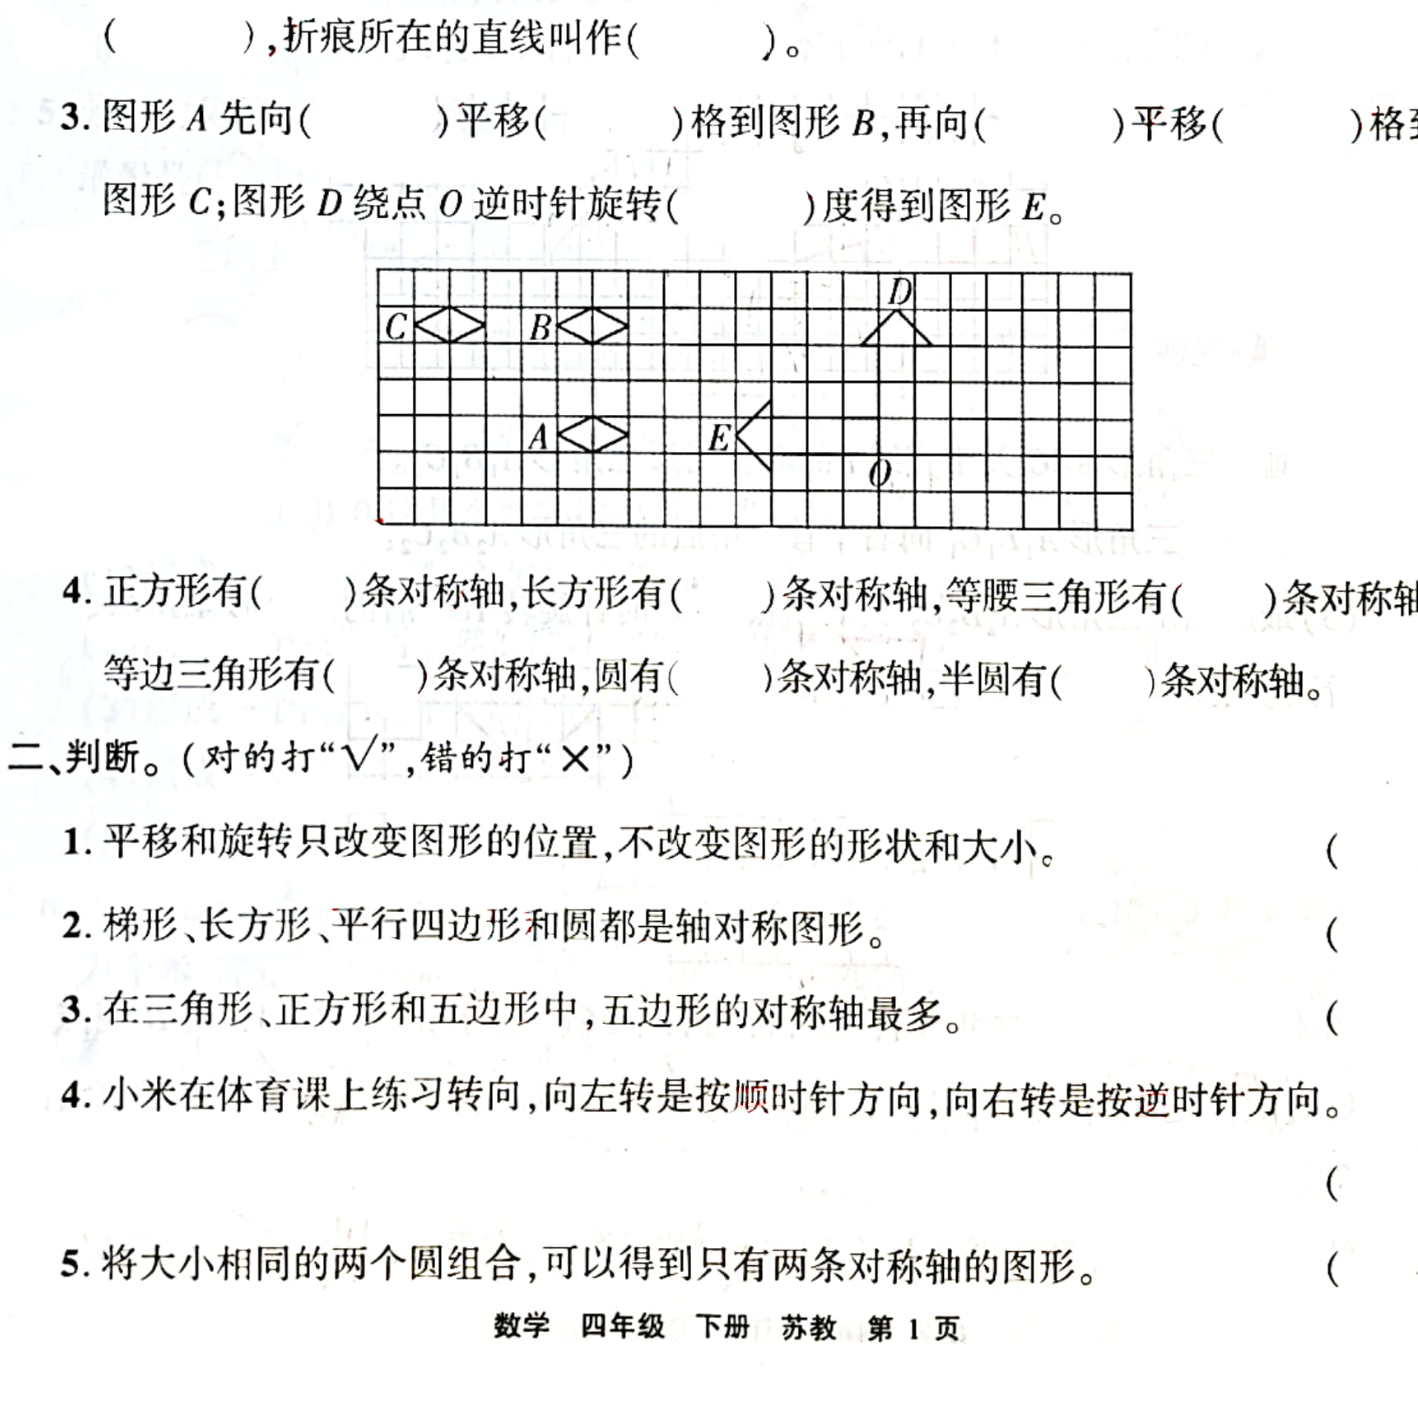 (　　　),折痕所在的直线叫作(　　　)。
3. 图形 A 先向(　　　)平移(　　　)格到图形 B,再向(　　　)平移(　　　)格到
图形 C;图形 D 绕点 O 逆时针旋转(　　　)度得到图形 E。
D
C B
A E
O
4. 正方形有(　　)条对称轴,长方形有(　　)条对称轴,等腰三角形有(　　)条对称轴
等边三角形有(　　)条对称轴,圆有(　　)条对称轴,半圆有(　　)条对称轴。
二、判断。(对的打“√”,错的打“×”)
1. 平移和旋转只改变图形的位置,不改变图形的形状和大小。 (
2. 梯形、长方形、平行四边形和圆都是轴对称图形。 (
3. 在三角形、正方形和五边形中,五边形的对称轴最多。 (
4. 小米在体育课上练习转向,向左转是按顺时针方向,向右转是按逆时针方向。
(
5. 将大小相同的两个圆组合,可以得到只有两条对称轴的图形。 (
数学 四年级 下册 苏教 第 1 页